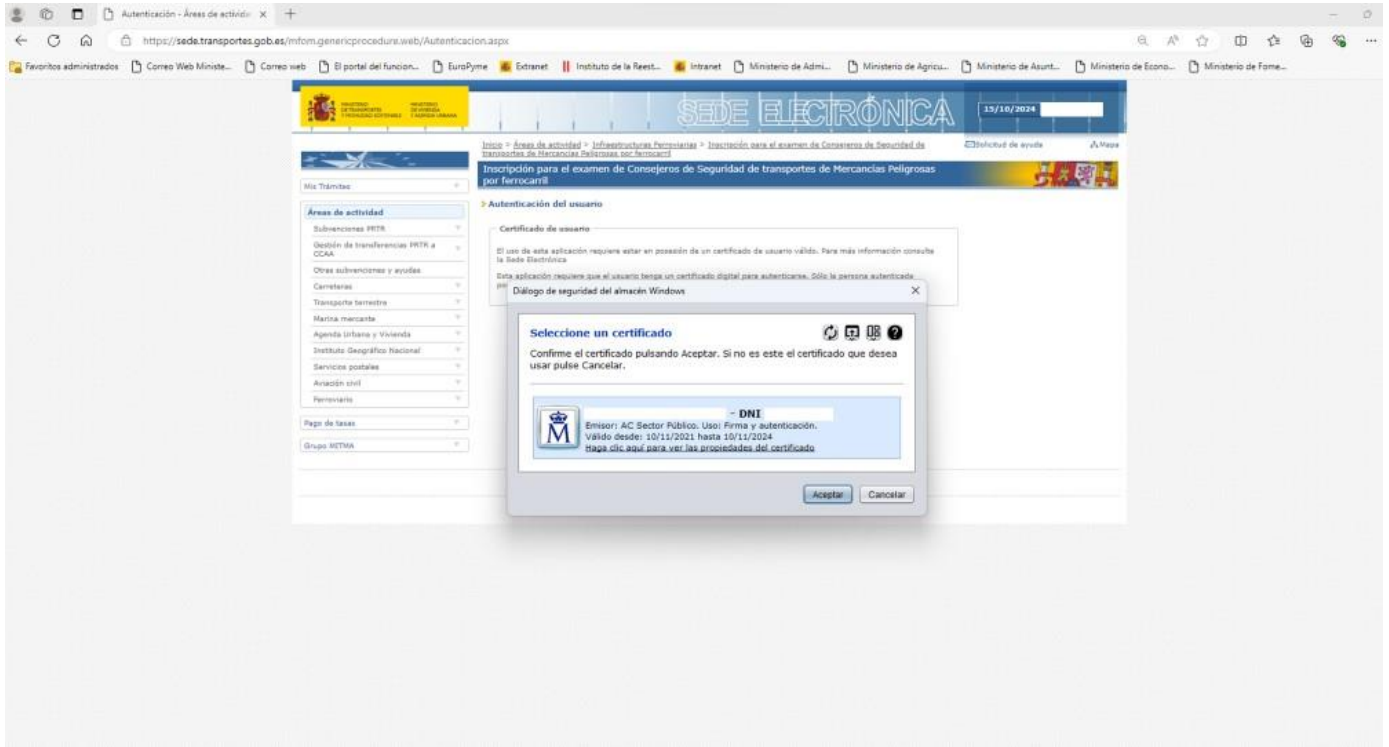 Autenticación - Áreas de activida
https://sede.transportes.gob.es/mfom.genericprocedure.web/Autenticacion.aspx
Favoritos administrados Correo Web Ministe... Correo web El portal del funcion... EuroPyme Extranet Instituto de la Reest... Intranet Ministerio de Admi... Ministerio de Agricu... Ministerio de Asunt... Ministerio de Econo... Ministerio de Fome...
MINISTERIO DE TRANSPORTES Y MOVILIDAD SOSTENIBLE
MINISTERIO DE VIVIENDA Y AGENDA URBANA
SEDE ELECTRÓNICA
15/10/2024
Inicio > Áreas de actividad > Infraestructuras Ferroviarias > Inscripción para el examen de Consejeros de Seguridad de
transportes de Mercancías Peligrosas por ferrocarril
Solicitud de ayuda
Mapa
Inscripción para el examen de Consejeros de Seguridad de transportes de Mercancías Peligrosas
por ferrocarril
Mis Trámites
Áreas de actividad
Subvenciones PRTR
Gestión de transferencias PRTR a
CCAA
Otras subvenciones y ayudas
Carreteras
Transporte terrestre
Marina mercante
Agenda Urbana y Vivienda
Instituto Geográfico Nacional
Servicios postales
Aviación civil
Ferroviario
Pago de tasas
Grupo MITMA
Autenticación del usuario
Certificado de usuario
El uso de esta aplicación requiere estar en posesión de un certificado de usuario válido. Para más información consulte
la Sede Electrónica
Esta aplicación requiere que el usuario tenga un certificado digital para autenticarse. Sólo la persona autenticada
Diálogo de seguridad del almacén Windows
Seleccione un certificado
Confirme el certificado pulsando Aceptar. Si no es este el certificado que desea
usar pulse Cancelar.
- DNI
Emisor: AC Sector Público. Uso: Firma y autenticación.
Válido desde: 10/11/2021 hasta 10/11/2024
Haga clic aquí para ver las propiedades del certificado
Aceptar
Cancelar